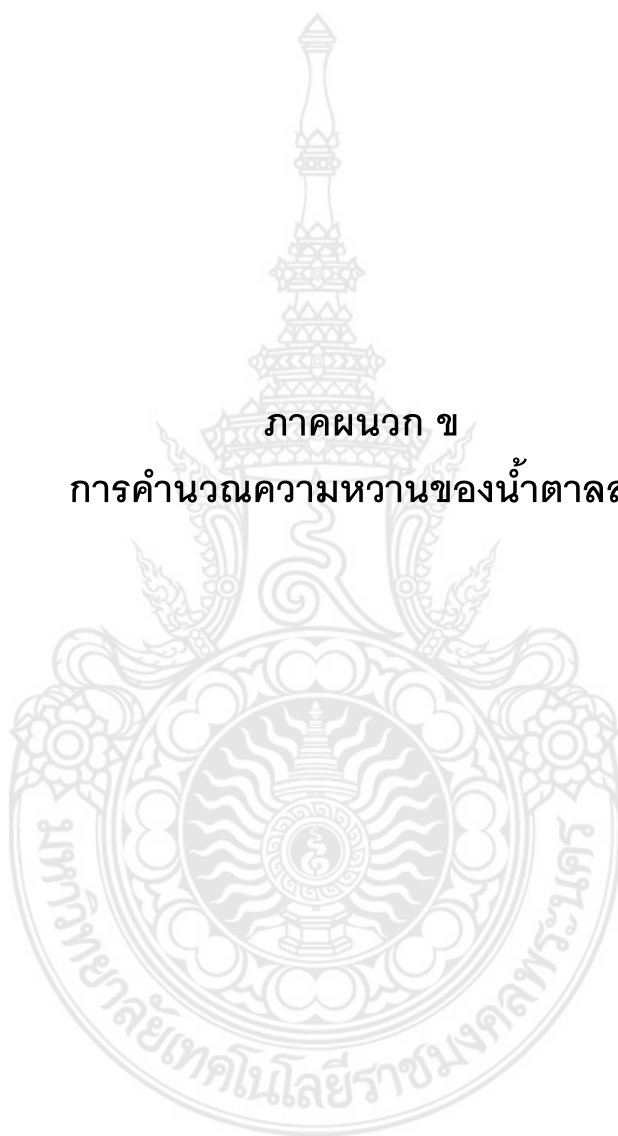 ภาคผนวก ข
การคำนวณความหวานของน้ำตาล
มหาวิทยาลัยเทคโนโลยีราชมงคลพระนคร